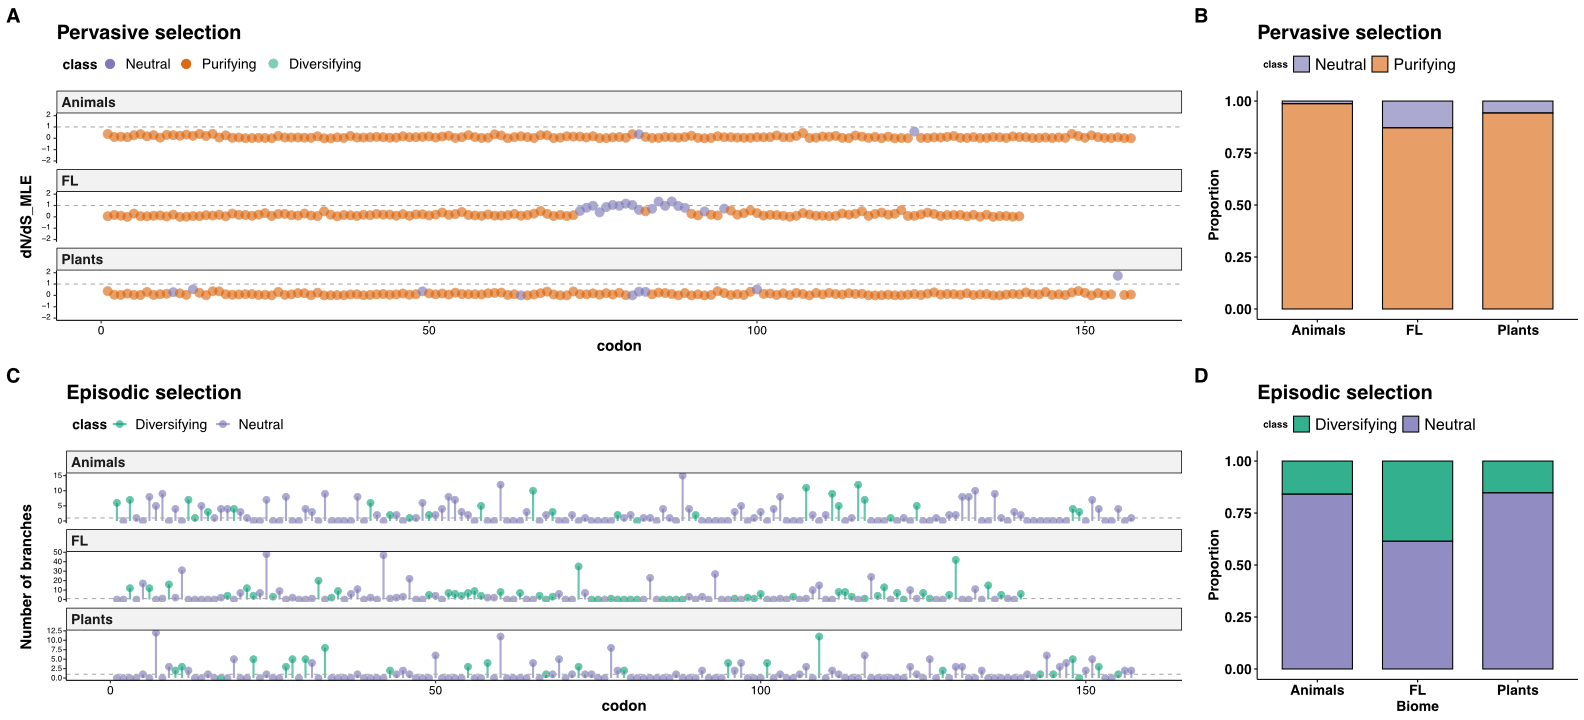 A
Pervasive selection
class Neutral Purifying Diversifying
Animals
2
1
0
−1
−2
FL
2
1
0
−1
−2
Plants
2
1
0
−1
−2
dN/dS_MLE
0 50 100 150
codon
B
Pervasive selection
class Neutral Purifying
1.00
0.75
0.50
0.25
0.00
Proportion
Animals FL Plants
C
Episodic selection
class Diversifying Neutral
Animals
15
10
5
0
FL
50
40
30
20
10
0
Plants
12.5
10.0
7.5
5.0
2.5
0.0
Number of branches
0 50 100 150
codon
D
Episodic selection
class Diversifying Neutral
1.00
0.75
0.50
0.25
0.00
Proportion
Animals FL Plants
Biome